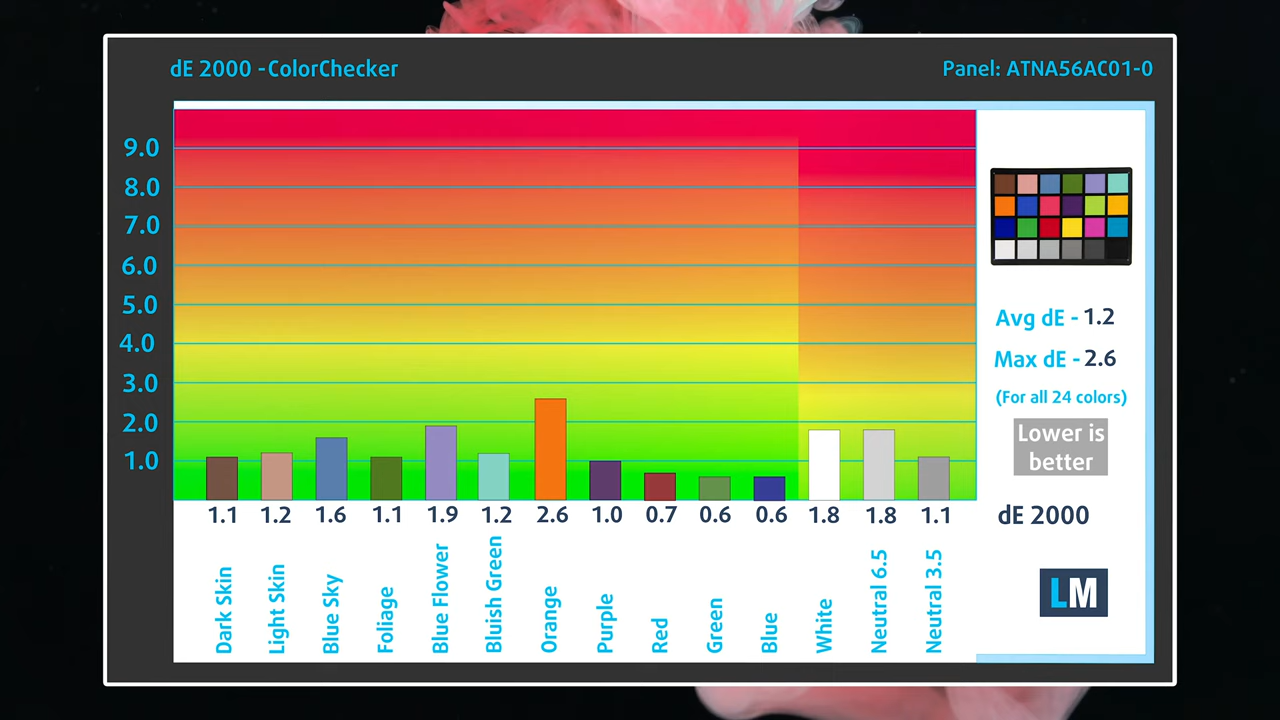 dE 2000 -ColorChecker
Panel: ATNA56AC01-0
9.0
8.0
7.0
6.0
5.0
4.0
3.0
2.0
1.0
1.1 1.2 1.6 1.1 1.9 1.2 2.6 1.0 0.7 0.6 0.6 1.8 1.8 1.1
Dark Skin
Light Skin
Blue Sky
Foliage
Blue Flower
Bluish Green
Orange
Purple
Red
Green
Blue
White
Neutral 6.5
Neutral 3.5
Avg dE - 1.2
Max dE - 2.6
(For all 24 colors)
Lower is
better
dE 2000
LM